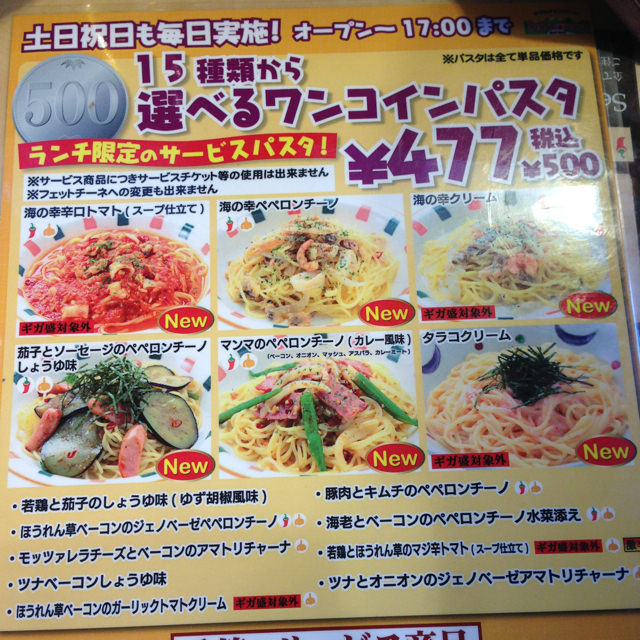 土日祝日も毎日実施! オープン〜17:00まで
※パスタは全て単品価格です
500
15種類から
選べるワンコインパスタ
ランチ限定のサービスパスタ!
¥477 税込 ¥500
※サービス商品につきサービスチケット等の使用は出来ません
※フェットチーネへの変更も出来ません
海の幸辛口トマト(スープ仕立て)
ギガ盛対象外
New
海の幸ペペロンチーノ
New
海の幸クリーム
ギガ盛対象外
New
茄子とソーセージのペペロンチーノ
しょうゆ味
New
マンマのペペロンチーノ(カレー風味)
(ベーコン、オニオン、マッシュ、アスパラ、カレーミート)
New
タラコクリーム
ギガ盛対象外
New
・若鶏と茄子のしょうゆ味(ゆず胡椒風味)
・ほうれん草ベーコンのジェノベーゼペペロンチーノ
・モッツァレラチーズとベーコンのアマトリチャーナ
・ツナベーコンしょうゆ味
・ほうれん草ベーコンのガーリックトマトクリーム ギガ盛対象外
・豚肉とキムチのペペロンチーノ
・海老とベーコンのペペロンチーノ水菜添え
・若鶏とほうれん草のマジ辛トマト(スープ仕立て) ギガ盛対象外
・ツナとオニオンのジェノベーゼアマトリチャーナ